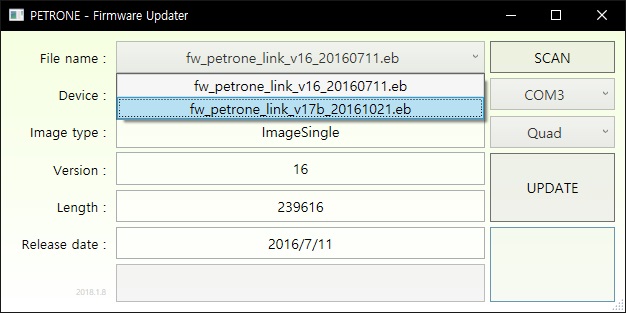 PETRONE - Firmware Updater
File name :
fw_petrone_link_v16_20160711.eb
SCAN
fw_petrone_link_v16_20160711.eb
Device :
COM3
fw_petrone_link_v17b_20161021.eb
Image type :
ImageSingle
Quad
Version :
16
UPDATE
Length :
239616
Release date :
2016/7/11
2018.1.8